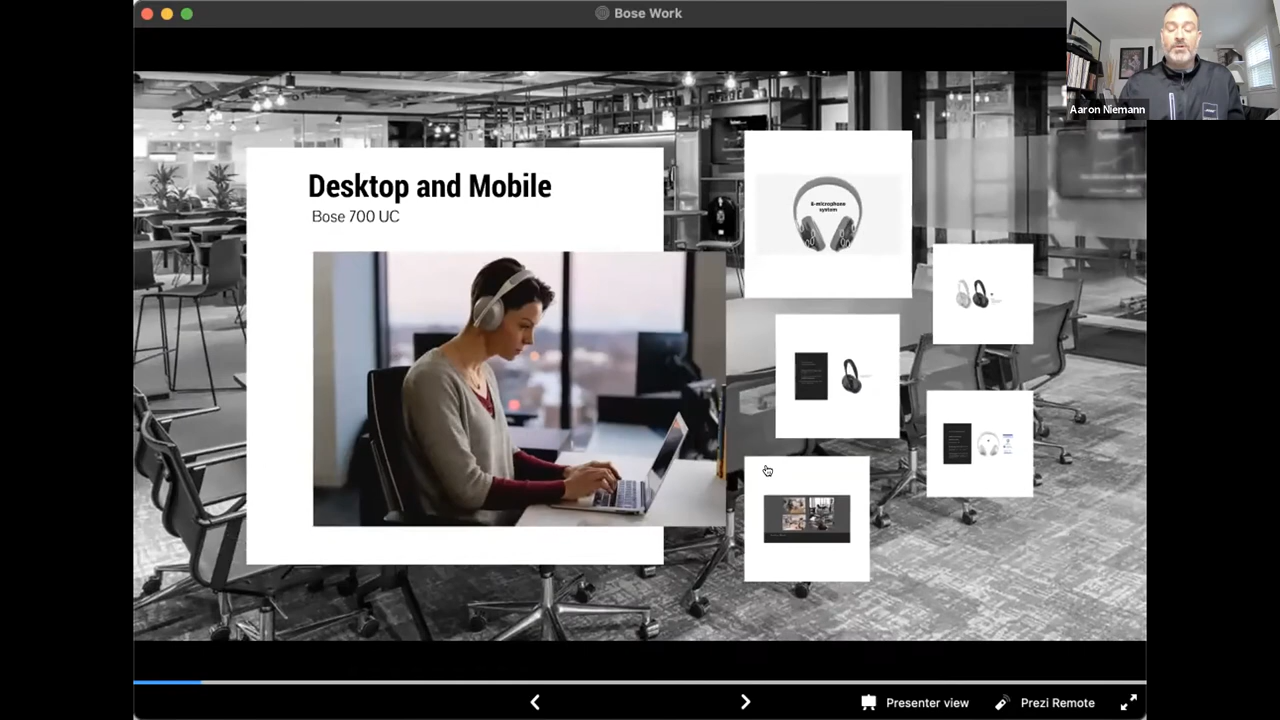 Bose Work
Aaron Niemann
Desktop and Mobile
Bose 700 UC
8-microphone
system
Presenter view
Prezi Remote